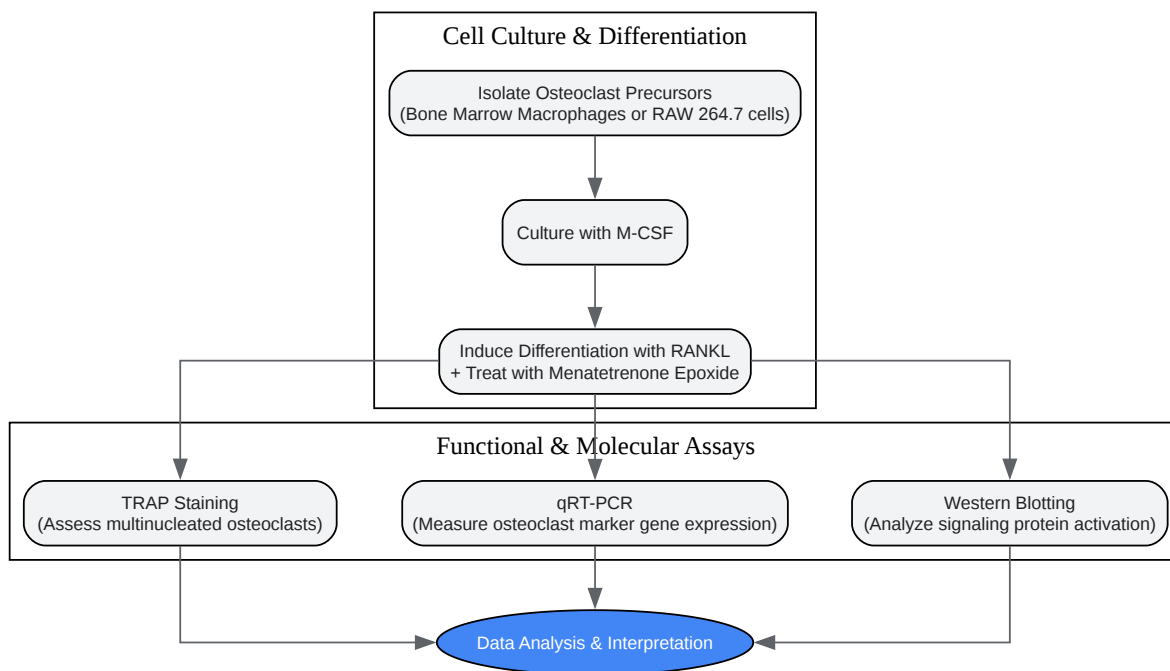 Cell Culture & Differentiation
Isolate Osteoclast Precursors
(Bone Marrow Macrophages or RAW 264.7 cells)
Culture with M-CSF
Induce Differentiation with RANKL
+ Treat with Menatetrenone Epoxide
Functional & Molecular Assays
TRAP Staining
(Assess multinucleated osteoclasts)
qRT-PCR
(Measure osteoclast marker gene expression)
Western Blotting
(Analyze signaling protein activation)
Data Analysis & Interpretation